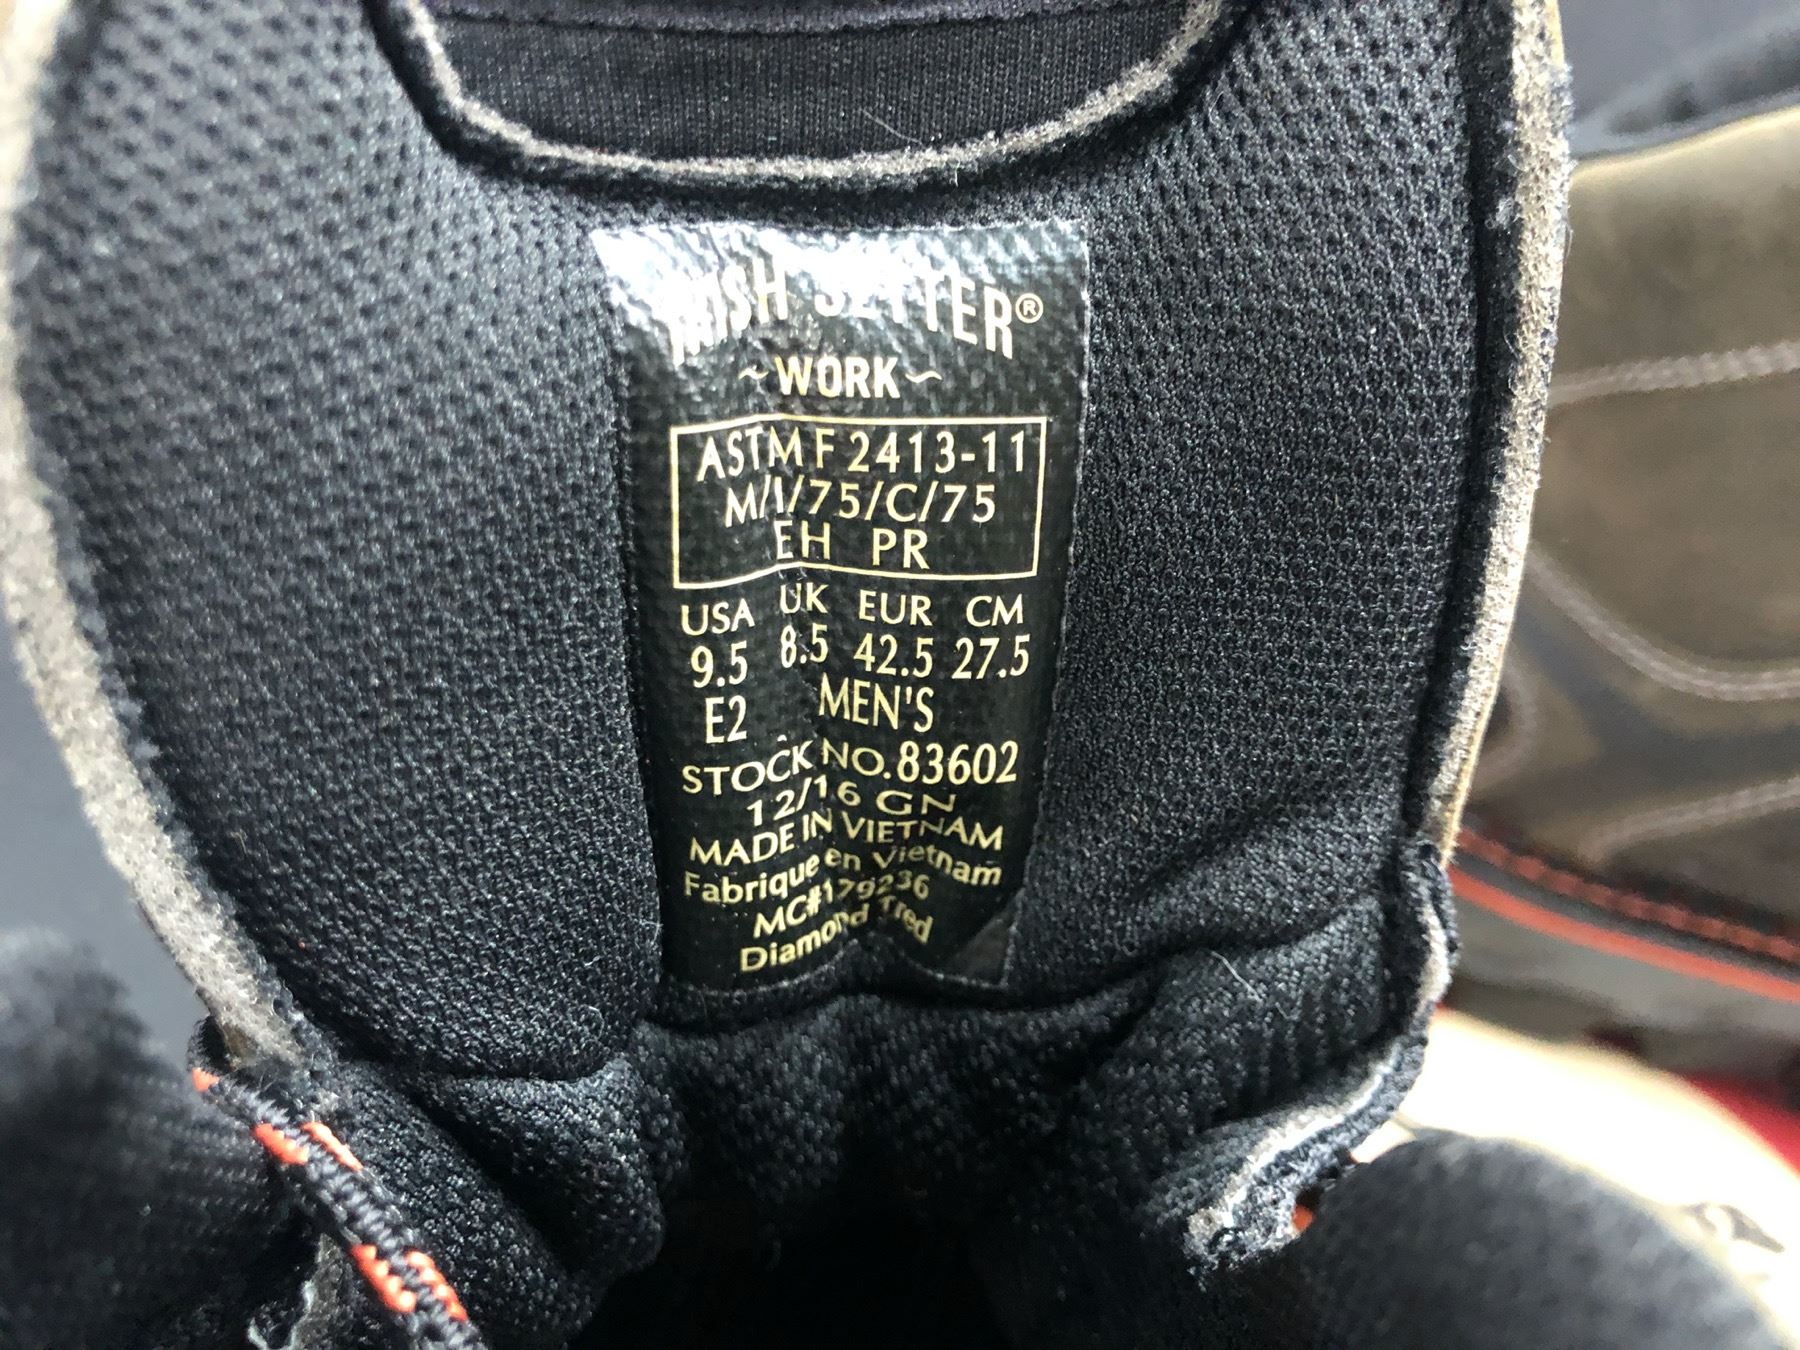 IRISH SETTER®
~WORK~
ASTM F 2413-11
M/I/75/C/75
EH PR
USA UK EUR CM
9.5 8.5 42.5 27.5
E2 MEN'S
STOCK NO.83602
12/16 GN
MADE IN VIETNAM
Fabrique en Vietnam
MC#179236
Diamond Tred